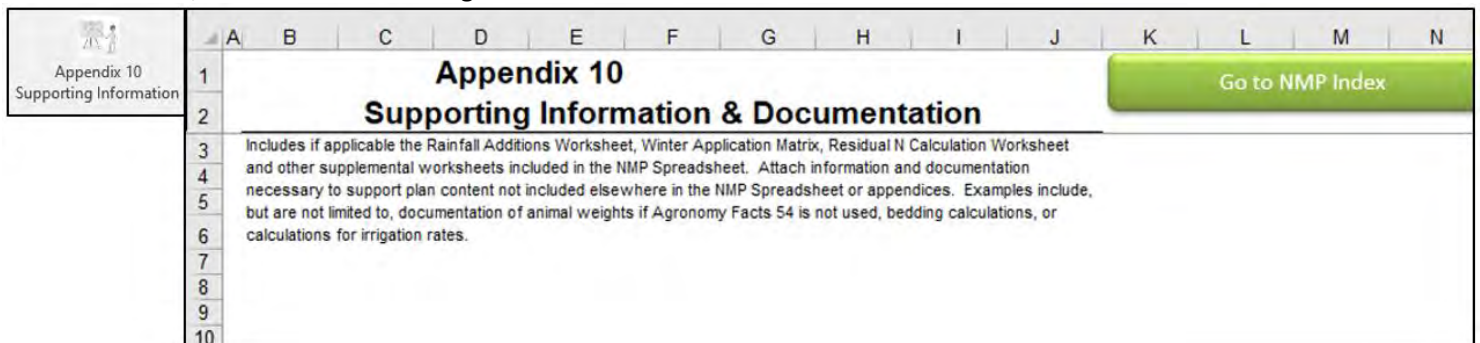 Appendix 10
Supporting Information
A B C D E F G H I J K L M N
1
Appendix 10
Go to NMP Index
2
Supporting Information & Documentation
3
Includes if applicable the Rainfall Additions Worksheet, Winter Application Matrix, Residual N Calculation Worksheet
4
and other supplemental worksheets included in the NMP Spreadsheet. Attach information and documentation
necessary to support plan content not included elsewhere in the NMP Spreadsheet or appendices. Examples include,
5
but are not limited to, documentation of animal weights if Agronomy Facts 54 is not used, bedding calculations, or
6
calculations for irrigation rates.
7
8
9
10